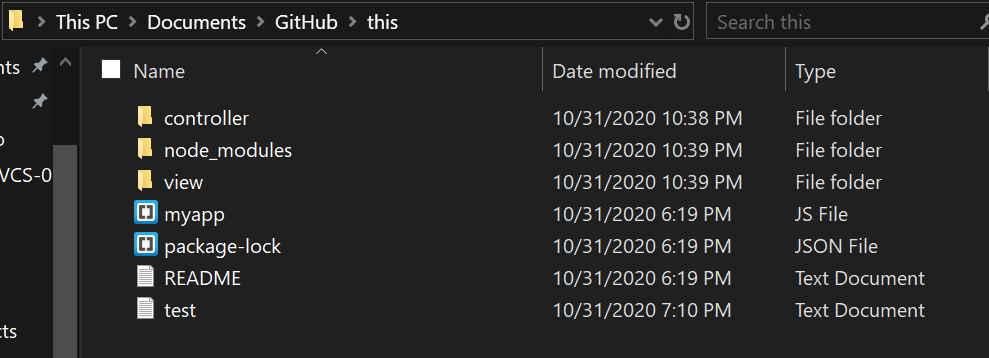 This PC > Documents > GitHub > this
Search this
Name Date modified Type
nts
controller 10/31/2020 10:38 PM File folder
node_modules 10/31/2020 10:39 PM File folder
VCS-0
view 10/31/2020 10:39 PM File folder
myapp 10/31/2020 6:19 PM JS File
package-lock 10/31/2020 6:19 PM JSON File
README 10/31/2020 6:19 PM Text Document
test 10/31/2020 7:10 PM Text Document
cts